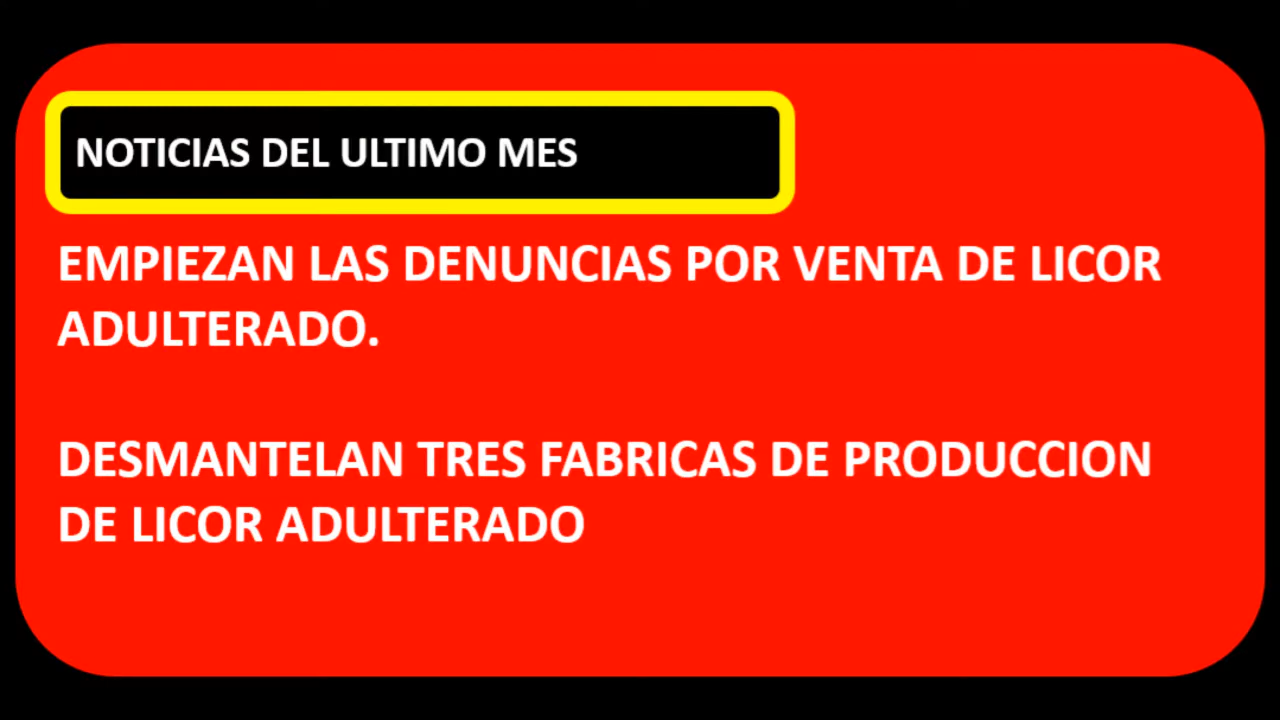 NOTICIAS DEL ULTIMO MES
EMPIEZAN LAS DENUNCIAS POR VENTA DE LICOR
ADULTERADO.
DESMANTELAN TRES FABRICAS DE PRODUCCION
DE LICOR ADULTERADO